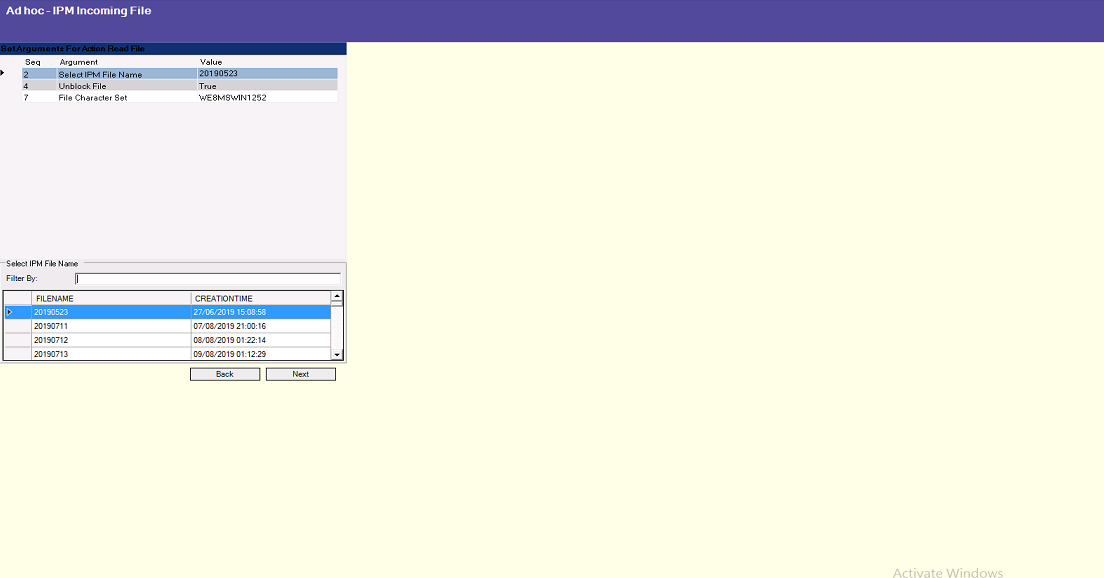 Ad hoc - IPM Incoming File
Set Arguments For Action Read File
Seq Argument Value
2 Select IPM File Name 20190523
4 Unblock File True
7 File Character Set WE8MSWIN1252
Select IPM File Name
Filter By:
FILENAME CREATIONTIME
20190523 27/06/2019 15:08:58
20190711 07/08/2019 21:00:16
20190712 08/08/2019 01:22:14
20190713 09/08/2019 01:12:29
Back Next
Activate Windows